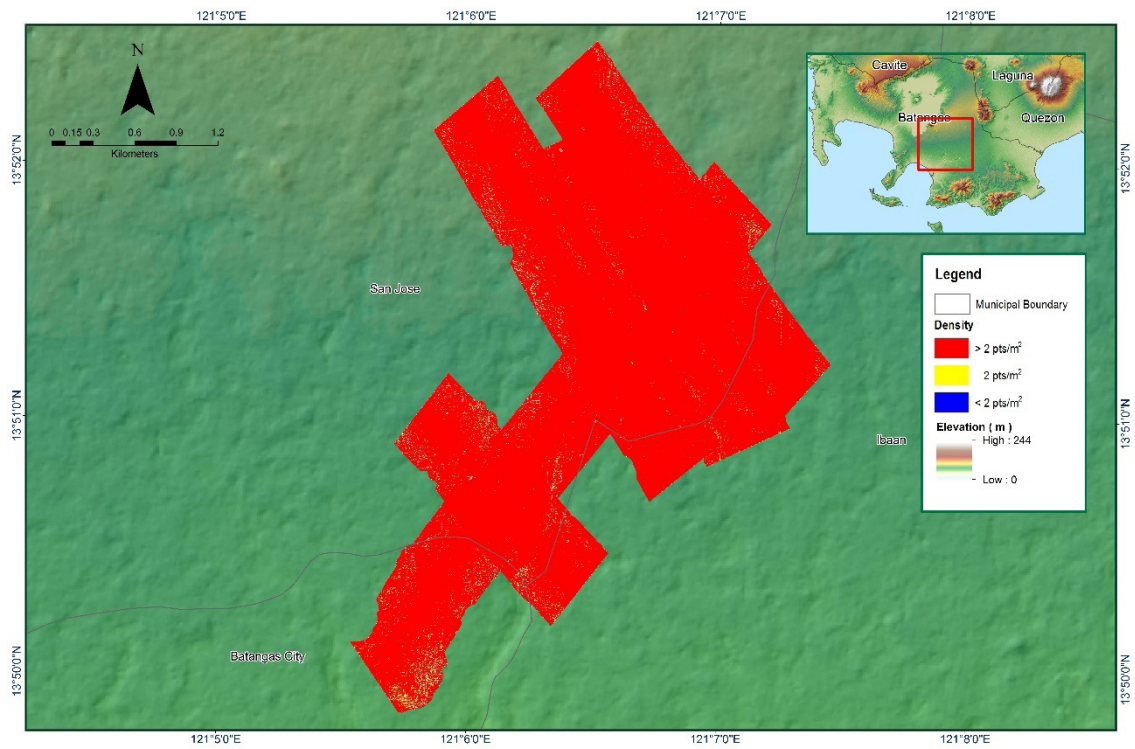 121°5'0"E 121°6'0"E 121°7'0"E 121°8'0"E
N
0 0.15 0.3 0.6 0.9 1.2
Kilometers
13°52'0"N
13°52'0"N
Cavite
Laguna
Batangas
Quezon
San Jose
Legend
Municipal Boundary
Density
> 2 pts/m²
2 pts/m²
< 2 pts/m²
Elevation ( m )
High : 244
Low : 0
13°51'0"N
13°51'0"N
Ibaan
Batangas City
13°50'0"N
13°50'0"N
121°5'0"E 121°6'0"E 121°7'0"E 121°8'0"E